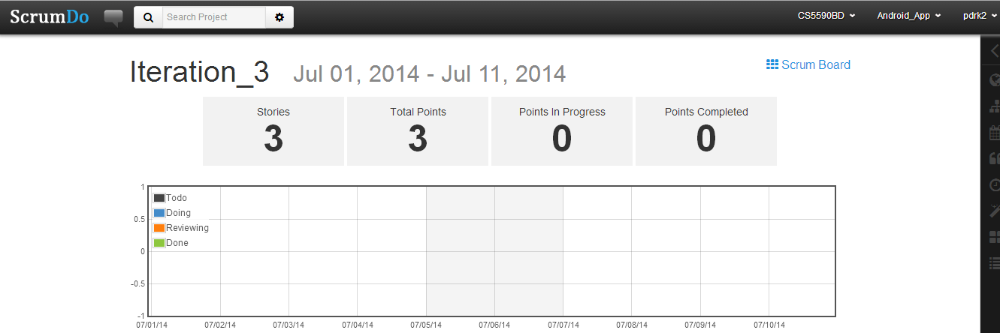 ScrumDo Search Project CS5590BD Android_App pdrk2
Iteration_3 Jul 01, 2014 - Jul 11, 2014 Scrum Board
Stories Total Points Points In Progress Points Completed
3 3 0 0
1
Todo
Doing
0.5
Reviewing
Done
0
-0.5
-1
07/01/14 07/02/14 07/03/14 07/04/14 07/05/14 07/06/14 07/07/14 07/08/14 07/09/14 07/10/14